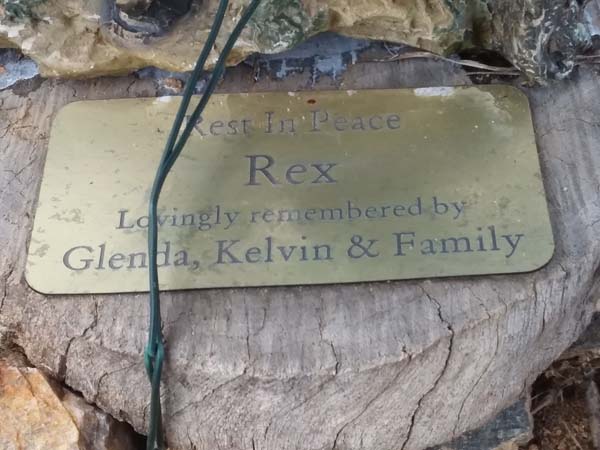 Rest In Peace
Rex
Lovingly remembered by
Glenda, Kelvin & Family